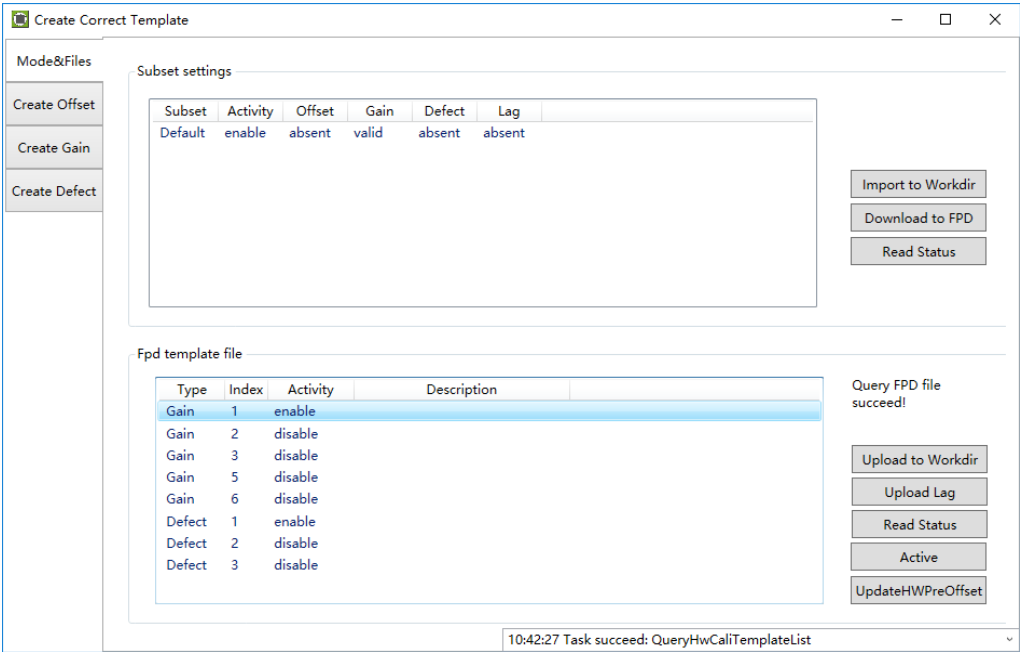 Create Correct Template
Mode&Files
Create Offset
Create Gain
Create Defect
Subset settings
Subset Activity Offset Gain Defect Lag
Default enable absent valid absent absent
Import to Workdir
Download to FPD
Read Status
Fpd template file
Type Index Activity Description
Gain 1 enable
Gain 2 disable
Gain 3 disable
Gain 5 disable
Gain 6 disable
Defect 1 enable
Defect 2 disable
Defect 3 disable
Query FPD file
succeed!
Upload to Workdir
Upload Lag
Read Status
Active
UpdateHWPreOffset
10:42:27 Task succeed: QueryHwCaliTemplateList